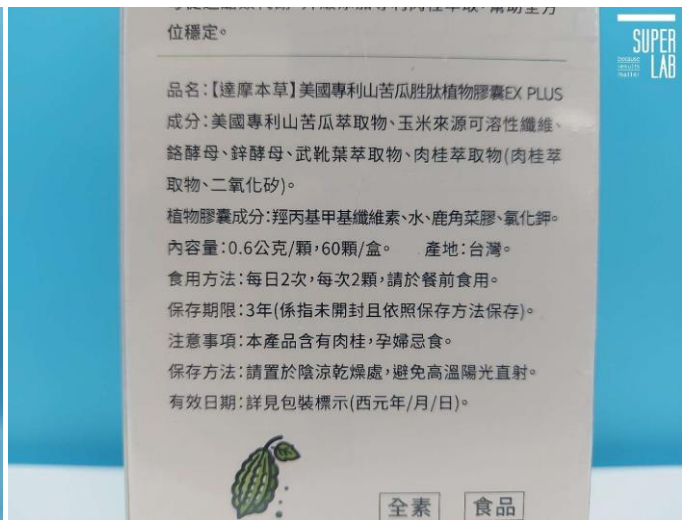 位穩定。
品名：【達摩本草】美國專利山苦瓜胜肽植物膠囊EX PLUS
成分：美國專利山苦瓜萃取物、玉米來源可溶性纖維、
鉻酵母、鋅酵母、武靴葉萃取物、肉桂萃取物(肉桂萃
取物、二氧化矽)。
植物膠囊成分：羥丙基甲基纖維素、水、鹿角菜膠、氯化鉀。
內容量：0.6公克/顆，60顆/盒。 產地：台灣。
食用方法：每日2次，每次2顆，請於餐前食用。
保存期限：3年(係指未開封且依照保存方法保存)。
注意事項：本產品含有肉桂，孕婦忌食。
保存方法：請置於陰涼乾燥處，避免高溫陽光直射。
有效日期：詳見包裝標示(西元年/月/日)。
全素 食品
SUPER
because
results
matter
LAB